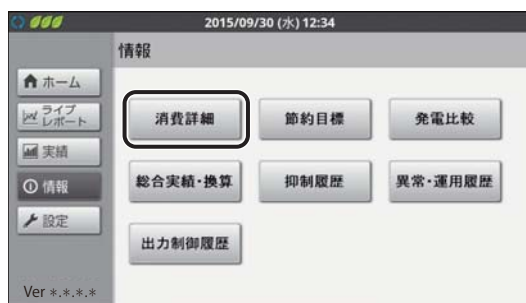 2015/09/30 (水) 12:34
情報
ホーム
ライブ
レポート
実績
情報
設定
Ver *.*.*.*
消費詳細
節約目標
発電比較
総合実績・換算
抑制履歴
異常・運用履歴
出力制御履歴